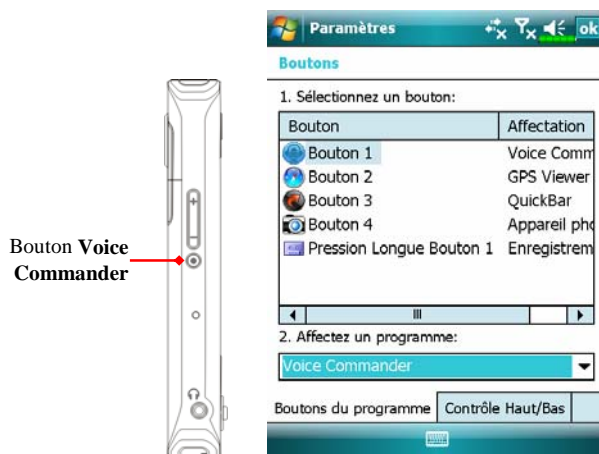 Bouton Voice
Commander
Paramètres
ok
Boutons
1. Sélectionnez un bouton:
Bouton Affectation
Bouton 1 Voice Comm
Bouton 2 GPS Viewer
Bouton 3 QuickBar
Bouton 4 Appareil pho
Pression Longue Bouton 1 Enregistrem
2. Affectez un programme:
Voice Commander
Boutons du programme Contrôle Haut/Bas